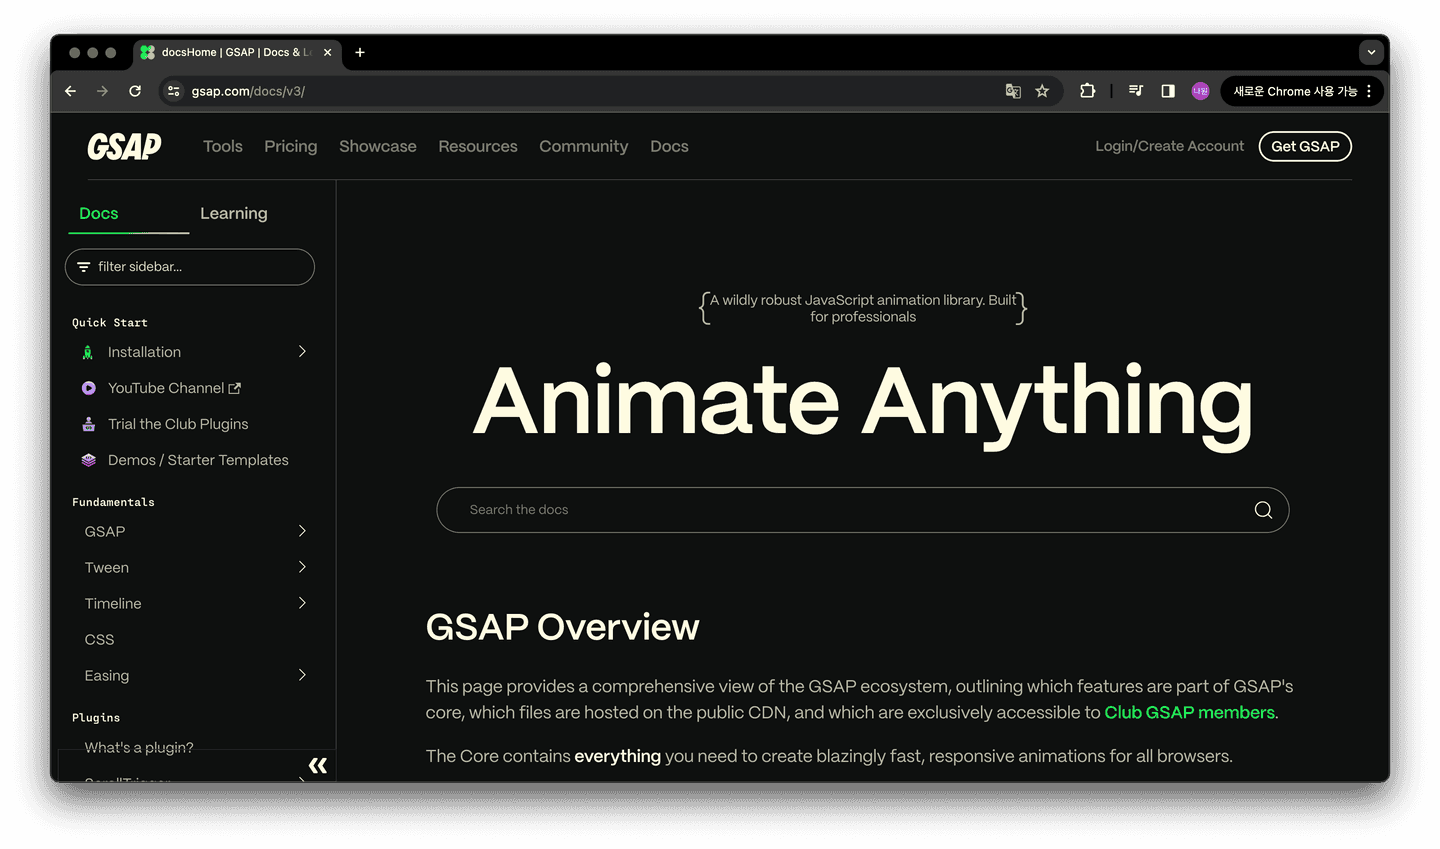 docsHome | GSAP | Docs & L
gsap.com/docs/v3/
나원
새로운 Chrome 사용 가능
GSAP
Tools
Pricing
Showcase
Resources
Community
Docs
Login/Create Account
Get GSAP
Docs
Learning
filter sidebar...
Quick Start
Installation
YouTube Channel
Trial the Club Plugins
Demos / Starter Templates
Fundamentals
GSAP
Tween
Timeline
CSS
Easing
Plugins
What's a plugin?
ScrollTrigger
{A wildly robust JavaScript animation library. Built
for professionals}
Animate Anything
Search the docs
GSAP Overview
This page provides a comprehensive view of the GSAP ecosystem, outlining which features are part of GSAP's
core, which files are hosted on the public CDN, and which are exclusively accessible to Club GSAP members.
The Core contains everything you need to create blazingly fast, responsive animations for all browsers.